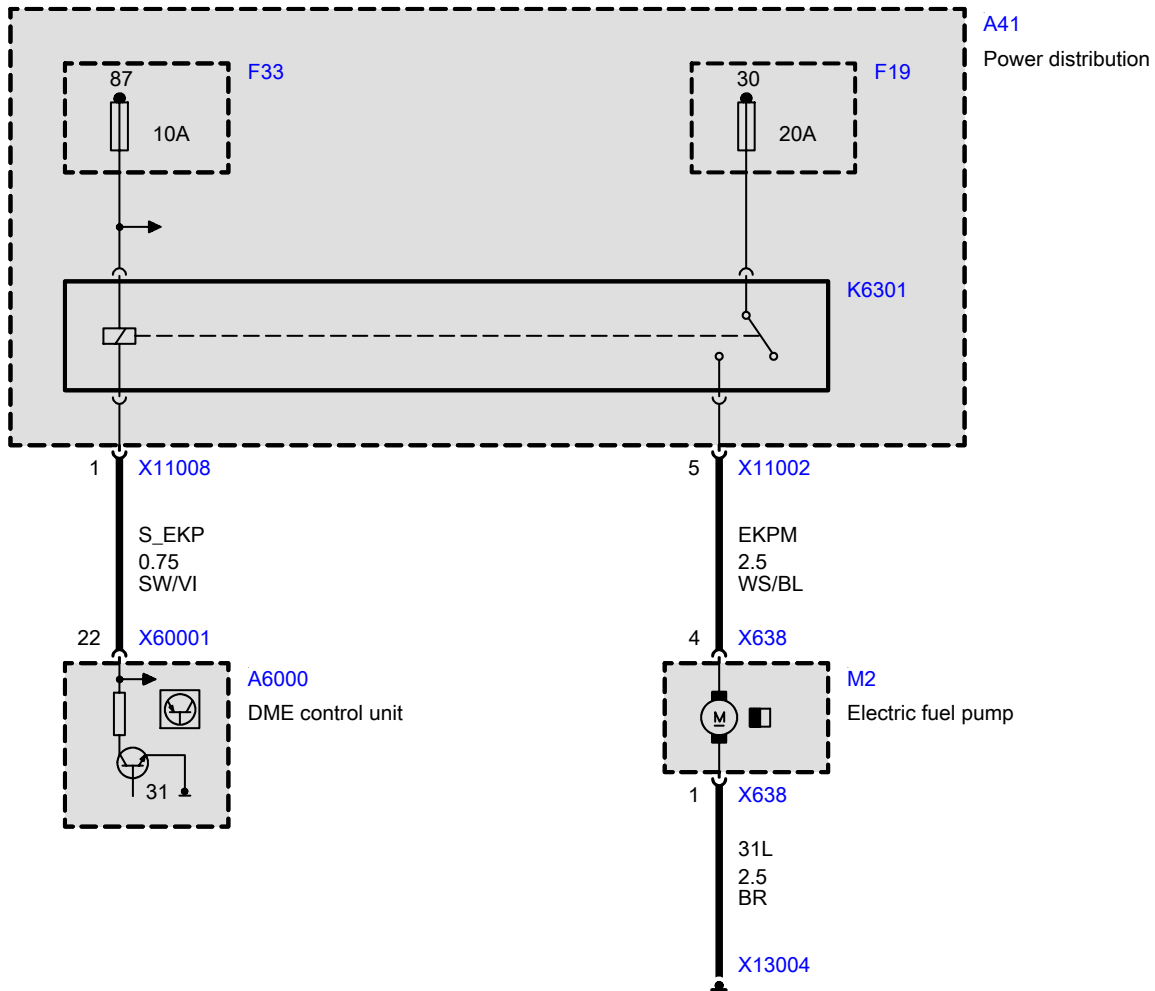 A41
Power distribution
87
F33
10A
30
F19
20A
K6301
1 X11008
5 X11002
S_EKP
0.75
SW/VI
EKPM
2.5
WS/BL
22 X60001
4 X638
A6000
DME control unit
31
M2
Electric fuel pump
M
1 X638
31L
2.5
BR
X13004